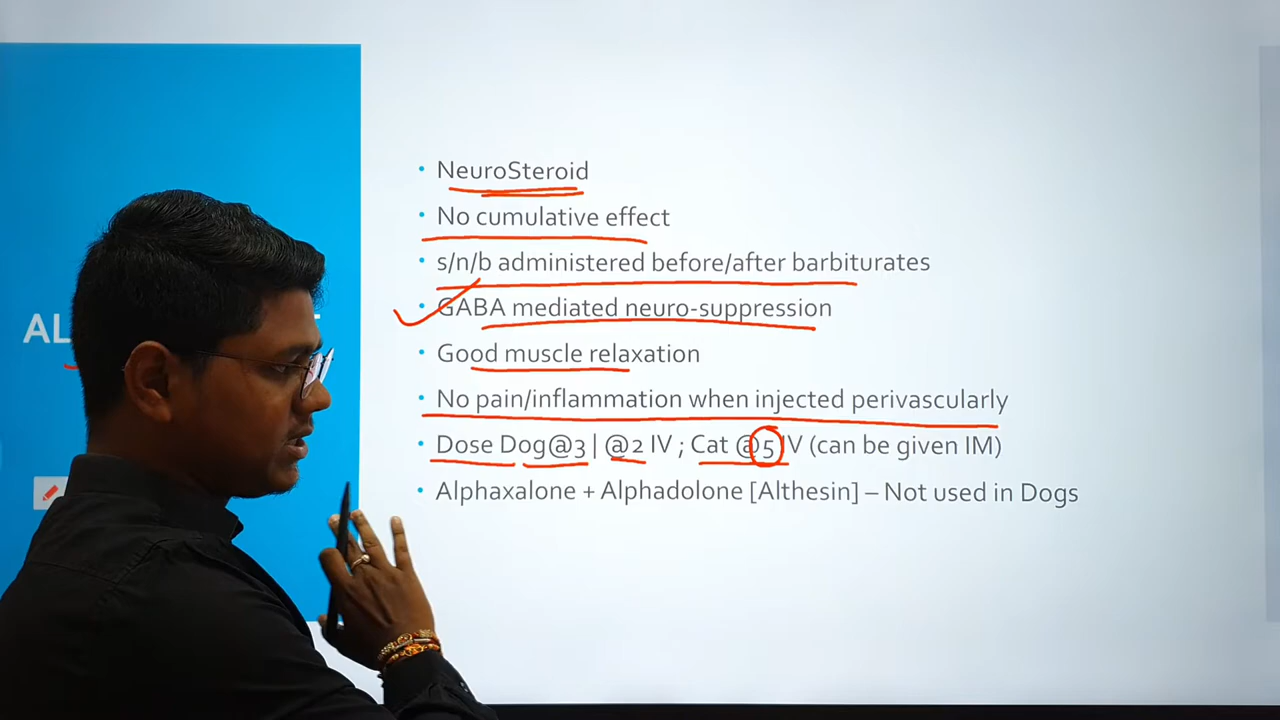 AL
NeuroSteroid
No cumulative effect
s/n/b administered before/after barbiturates
GABA mediated neuro-suppression
Good muscle relaxation
No pain/inflammation when injected perivascularly
Dose Dog@3 | @2 IV ; Cat @5 IV (can be given IM)
Alphaxalone + Alphadolone [Althesin] – Not used in Dogs